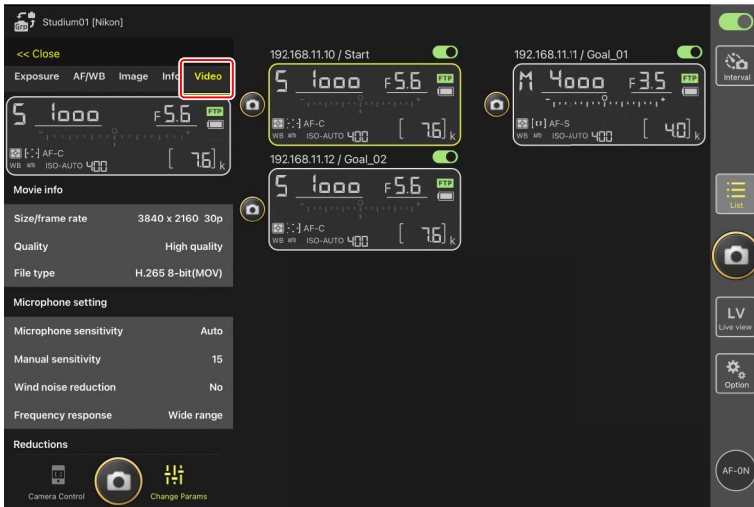 Grp Studium01 [Nikon]
<< Close
Exposure AF/WB Image Info Video
S 1000 F5.6 FTP
AF-C
WB ISO-AUTO 400 [ 7.6] k
Movie info
Size/frame rate 3840 x 2160 30p
Quality High quality
File type H.265 8-bit(MOV)
Microphone setting
Microphone sensitivity Auto
Manual sensitivity 15
Wind noise reduction No
Frequency response Wide range
Reductions
Camera Control Change Params
192.168.11.10 / Start
S 1000 F5.6 FTP
AF-C
WB ISO-AUTO 400 [ 7.6] k
192.168.11.11 / Goal_01
M 4000 F3.5 FTP
AF-S
WB ISO-AUTO 400 [ 4.0] k
192.168.11.12 / Goal_02
S 1000 F5.6 FTP
AF-C
WB ISO-AUTO 400 [ 7.6] k
Interval
List
LV
Live view
Option
AF-ON